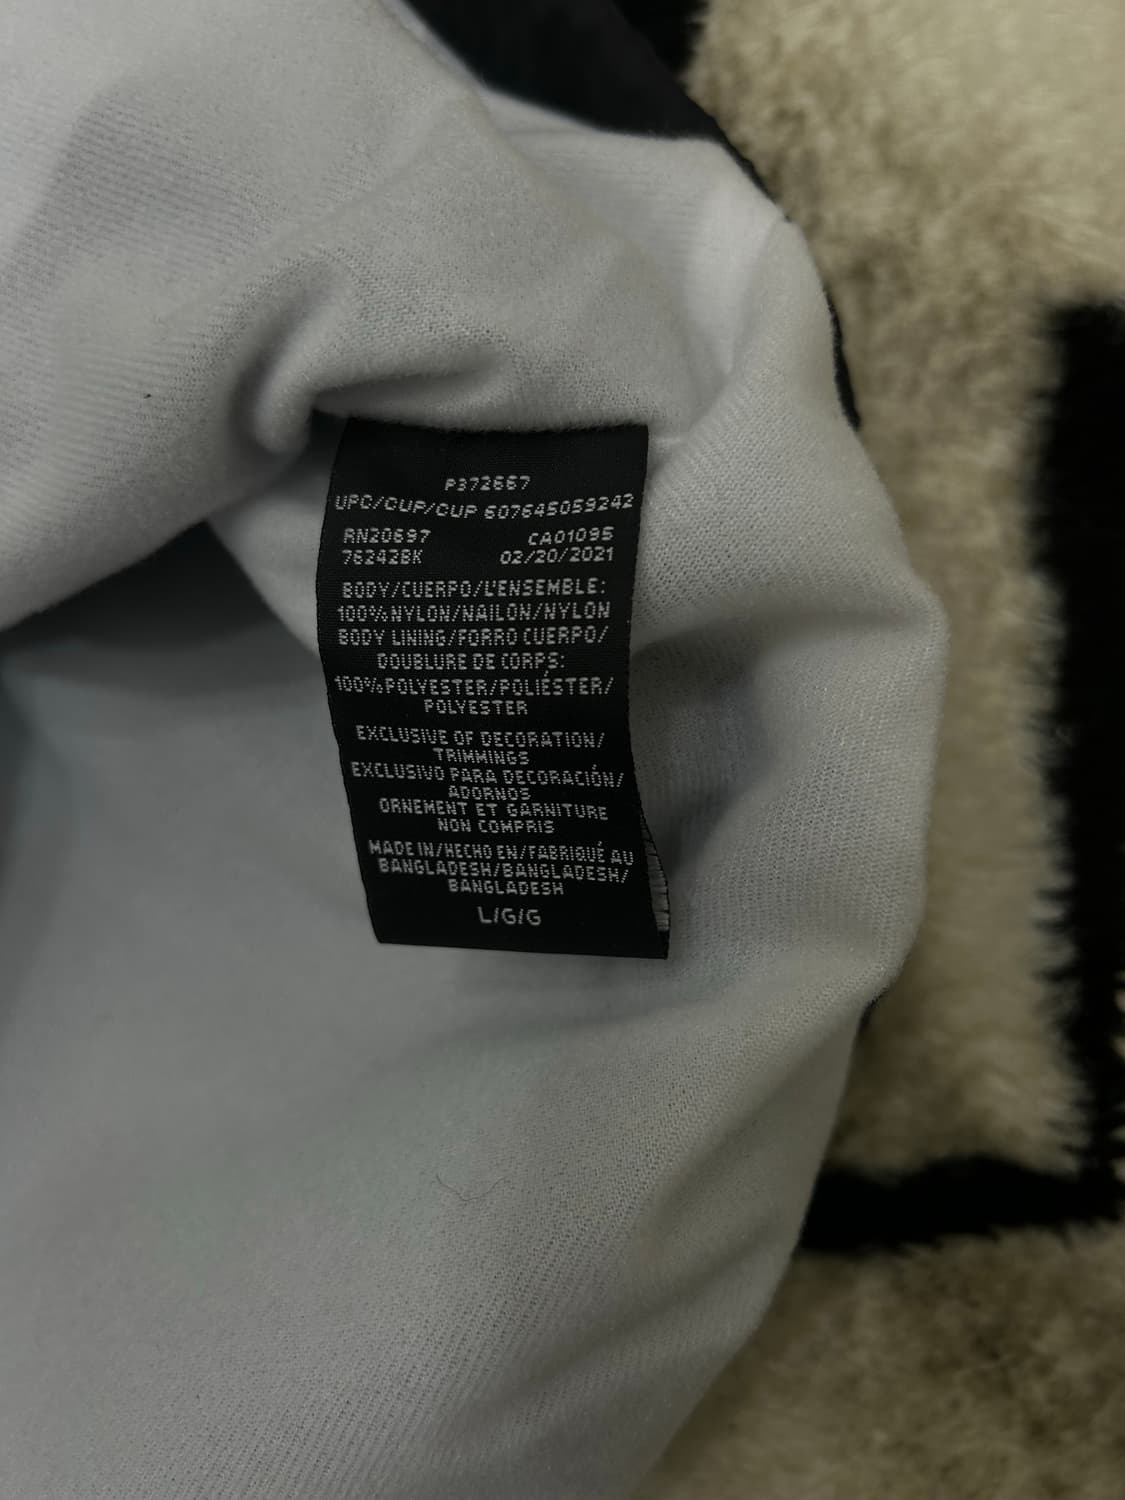 P372667
UPC/CUP/CUP 607645059242
RN20697 CA01095
76242BK 02/20/2021
BODY/CUERPO/L'ENSEMBLE:
100% NYLON/NAILON/NYLON
BODY LINING/FORRO CUERPO/
DOUBLURE DE CORPS:
100% POLYESTER/POLIÉSTER/
POLYESTER
EXCLUSIVE OF DECORATION/
TRIMMINGS
EXCLUSIVO PARA DECORACIÓN/
ADORNOS
ORNEMENT ET GARNITURE
NON COMPRIS
MADE IN/HECHO EN/FABRIQUÉ AU
BANGLADESH/BANGLADESH/
BANGLADESH
L/G/G